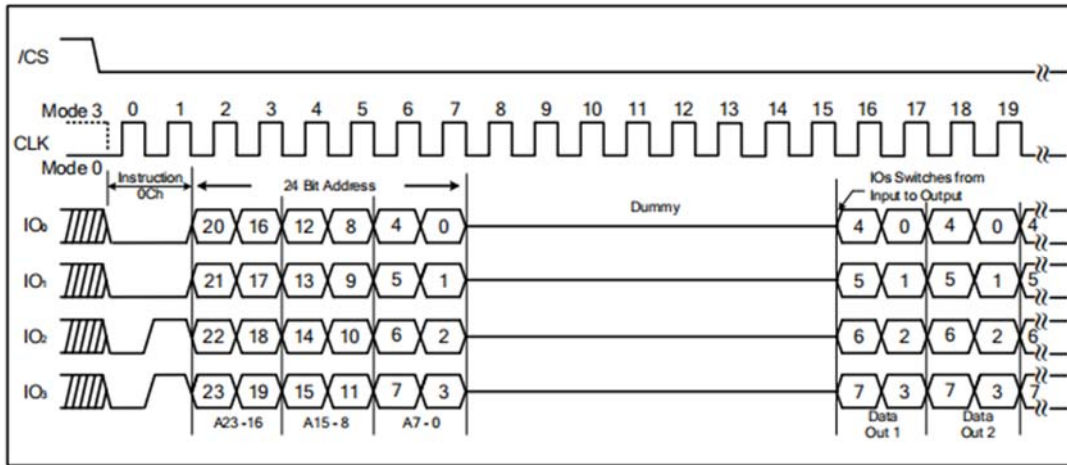 /CS
Mode 3 0 1 2 3 4 5 6 7 8 9 10 11 12 13 14 15 16 17 18 19
CLK
Mode 0
Instruction
0Ch
24 Bit Address
IOs Switches from
Input to Output
Dummy
IO₀ 20 16 12 8 4 0 4 0 4 0 4
IO₁ 21 17 13 9 5 1 5 1 5 1 5
IO₂ 22 18 14 10 6 2 6 2 6 2 6
IO₃ 23 19 15 11 7 3 7 3 7 3 7
A23-16 A15-8 A7-0
Data
Out 1
Data
Out 2